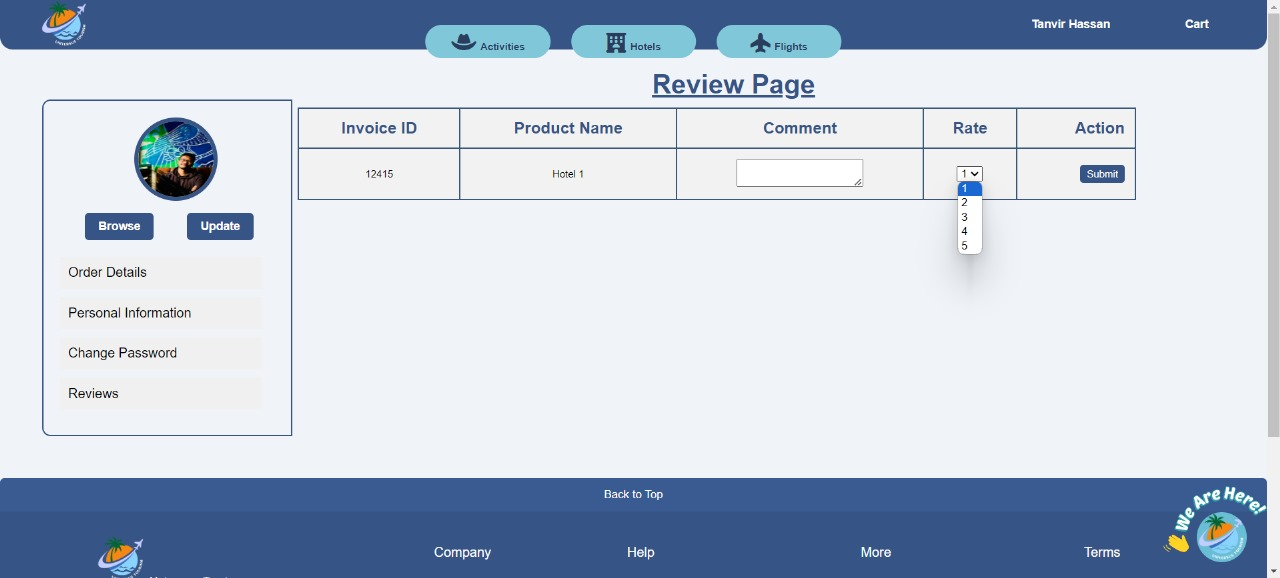 Tanvir Hassan Cart
Activities Hotels Flights
Review Page
Browse Update
Order Details
Personal Information
Change Password
Reviews
Invoice ID Product Name Comment Rate Action
12415 Hotel 1 1 Submit
1
2
3
4
5
Back to Top
We Are Here!
Company Help More Terms